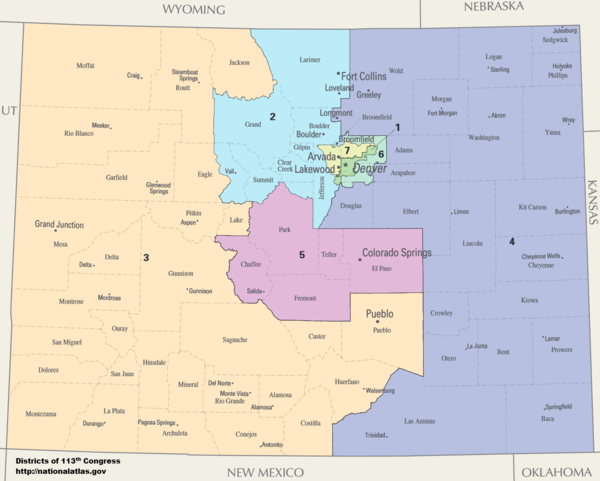 WYOMING
NEBRASKA
UT
KANSAS
NEW MEXICO
OKLAHOMA
Moffat
Craig
Steamboat
Springs
Routt
Jackson
Larimer
Fort Collins
Loveland
Weld
Greeley
Logan
Sterling
Julesburg
Sedgwick
Holyoke
Phillips
Morgan
Fort Morgan
Akron
Washington
Wray
Yuma
Meeker
Rio Blanco
Grand
2
Longmont
Boulder
Boulder
Broomfield
Broomfield
1
Gilpin
Arvada
7
6
Adams
Lakewood
Denver
Arapahoe
Clear
Creek
Jefferson
Garfield
Glenwood
Springs
Eagle
Vail
Summit
Douglas
Elbert
Limon
Kit Carson
Burlington
Pitkin
Aspen
Lake
Park
Grand Junction
Mesa
Delta
Delta
3
Gunnison
Gunnison
Chaffee
Salida
5
Teller
Colorado Springs
El Paso
Fremont
Lincoln
4
Cheyenne Wells
Cheyenne
Montrose
Montrose
Ouray
San Miguel
Saguache
Custer
Pueblo
Pueblo
Crowley
Kiowa
Otero
La Junta
Bent
Lamar
Prowers
Dolores
San Juan
Hinsdale
Mineral
Del Norte
Monte Vista
Rio Grande
Alamosa
Alamosa
Huerfano
Walsenburg
Montezuma
La Plata
Durango
Pagosa Springs
Archuleta
Conejos
Antonito
Costilla
Las Animas
Trinidad
Springfield
Baca
Districts of 113th Congress
http://nationalatlas.gov